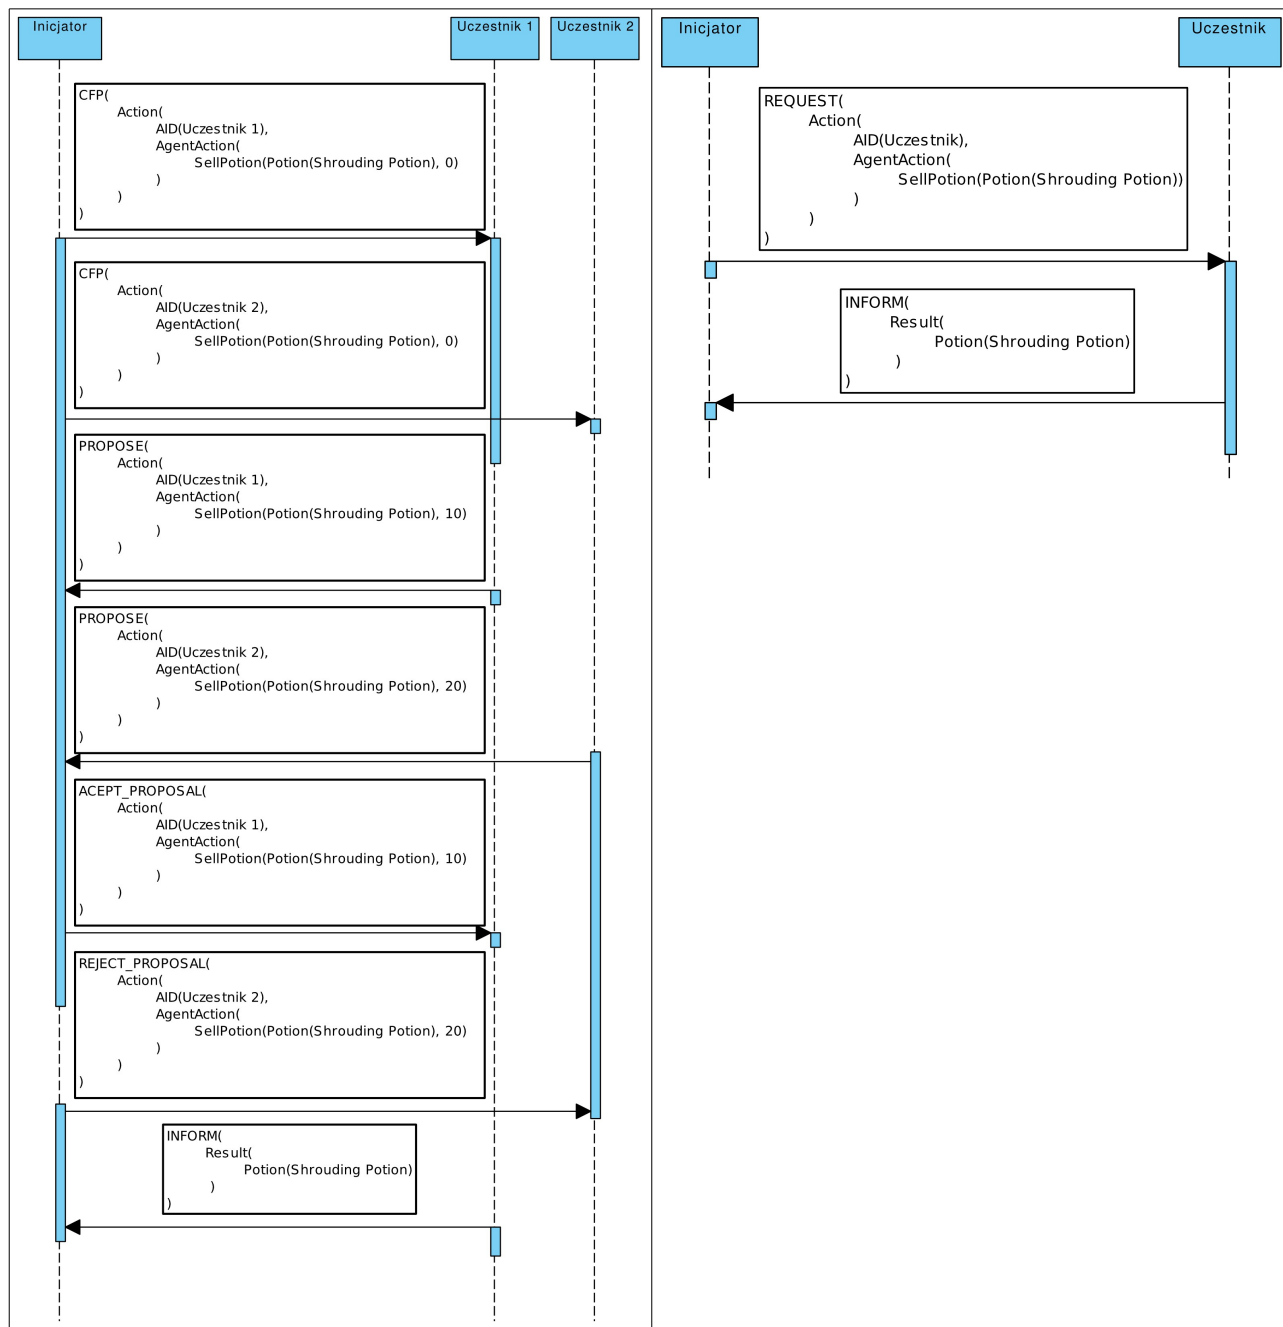 Inicjator
Uczestnik 1
Uczestnik 2
CFP(
Action(
AID(Uczestnik 1),
AgentAction(
SellPotion(Potion(Shrouding Potion), 0)
)
)
)
CFP(
Action(
AID(Uczestnik 2),
AgentAction(
SellPotion(Potion(Shrouding Potion), 0)
)
)
)
PROPOSE(
Action(
AID(Uczestnik 1),
AgentAction(
SellPotion(Potion(Shrouding Potion), 10)
)
)
)
PROPOSE(
Action(
AID(Uczestnik 2),
AgentAction(
SellPotion(Potion(Shrouding Potion), 20)
)
)
)
ACEPT_PROPOSAL(
Action(
AID(Uczestnik 1),
AgentAction(
SellPotion(Potion(Shrouding Potion), 10)
)
)
)
REJECT_PROPOSAL(
Action(
AID(Uczestnik 2),
AgentAction(
SellPotion(Potion(Shrouding Potion), 20)
)
)
)
INFORM(
Result(
Potion(Shrouding Potion)
)
)
Inicjator
Uczestnik
REQUEST(
Action(
AID(Uczestnik),
AgentAction(
SellPotion(Potion(Shrouding Potion))
)
)
)
INFORM(
Result(
Potion(Shrouding Potion)
)
)